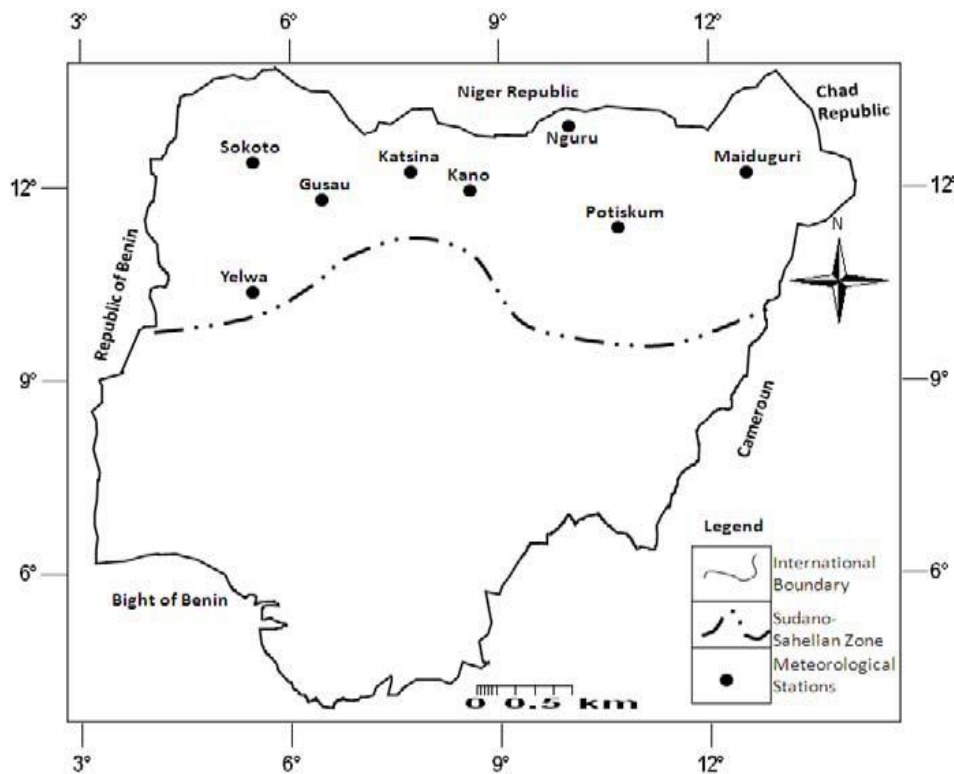 3° 6° 9° 12°
Niger Republic
Chad
Republic
Sokoto
Katsina
Nguru
Maiduguri
Gusau
Kano
12° 12°
Potiskum
N
Yelwa
Republic of Benin
9° 9°
Cameroun
Legend
International
Boundary
6° 6°
Bight of Benin
Sudano-
Sahellan Zone
Meteorological
Stations
0 0.5 km
3° 6° 9° 12°